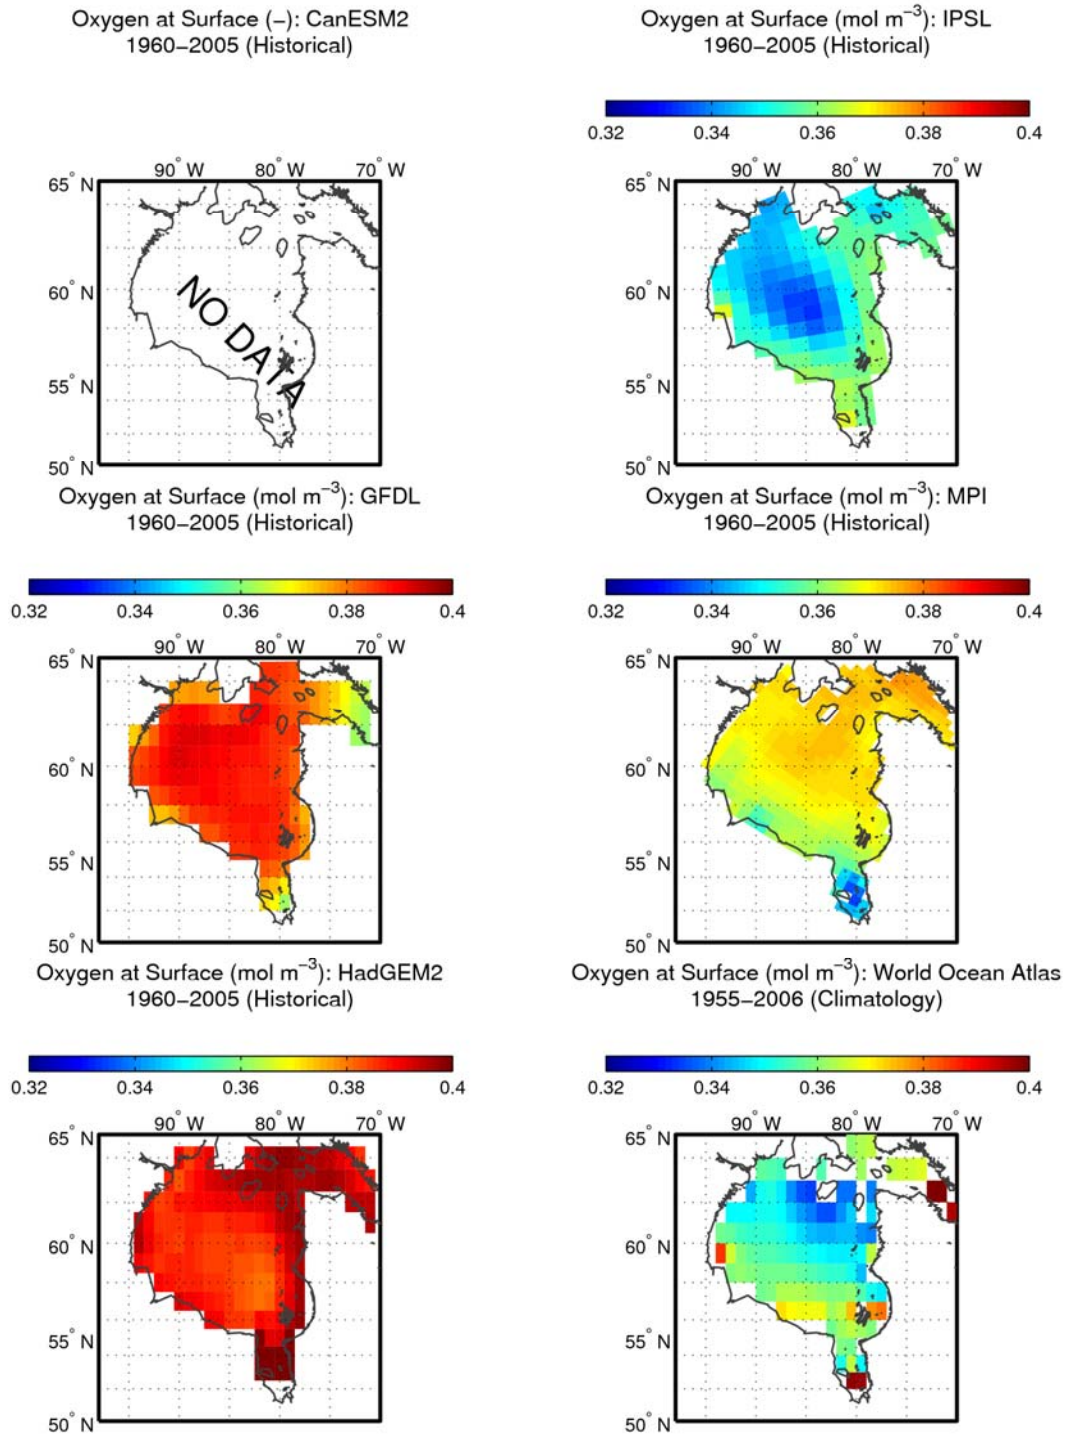 Oxygen at Surface (−): CanESM2
1960−2005 (Historical)
90° W 80° W 70° W
65° N
60° N
55° N
50° N
NO DATA
Oxygen at Surface (mol m−3): IPSL
1960−2005 (Historical)
0.32 0.34 0.36 0.38 0.4
90° W 80° W 70° W
65° N
60° N
55° N
50° N
Oxygen at Surface (mol m−3): GFDL
1960−2005 (Historical)
0.32 0.34 0.36 0.38 0.4
90° W 80° W 70° W
65° N
60° N
55° N
50° N
Oxygen at Surface (mol m−3): MPI
1960−2005 (Historical)
0.32 0.34 0.36 0.38 0.4
90° W 80° W 70° W
65° N
60° N
55° N
50° N
Oxygen at Surface (mol m−3): HadGEM2
1960−2005 (Historical)
0.32 0.34 0.36 0.38 0.4
90° W 80° W 70° W
65° N
60° N
55° N
50° N
Oxygen at Surface (mol m−3): World Ocean Atlas
1955−2006 (Climatology)
0.32 0.34 0.36 0.38 0.4
90° W 80° W 70° W
65° N
60° N
55° N
50° N